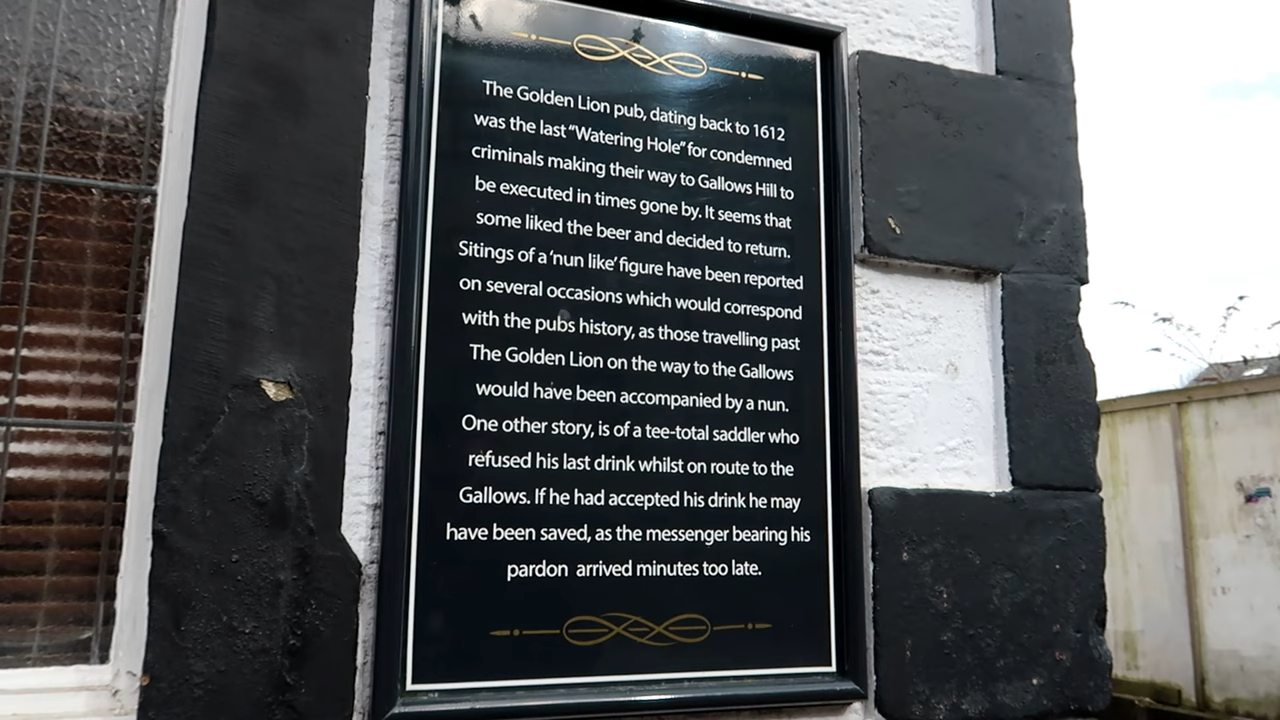 The Golden Lion pub, dating back to 1612
was the last "Watering Hole" for condemned
criminals making their way to Gallows Hill to
be executed in times gone by. It seems that
some liked the beer and decided to return.
Sitings of a 'nun like' figure have been reported
on several occasions which would correspond
with the pubs history, as those travelling past
The Golden Lion on the way to the Gallows
would have been accompanied by a nun.
One other story, is of a tee-total saddler who
refused his last drink whilst on route to the
Gallows. If he had accepted his drink he may
have been saved, as the messenger bearing his
pardon arrived minutes too late.